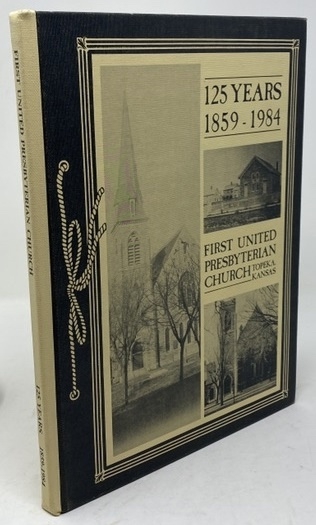 FIRST UNITED PRESBYTERIAN CHURCH
125 YEARS 1859-1984
125 YEARS
1859 - 1984
FIRST UNITED
PRESBYTERIAN
CHURCH TOPEKA,
KANSAS